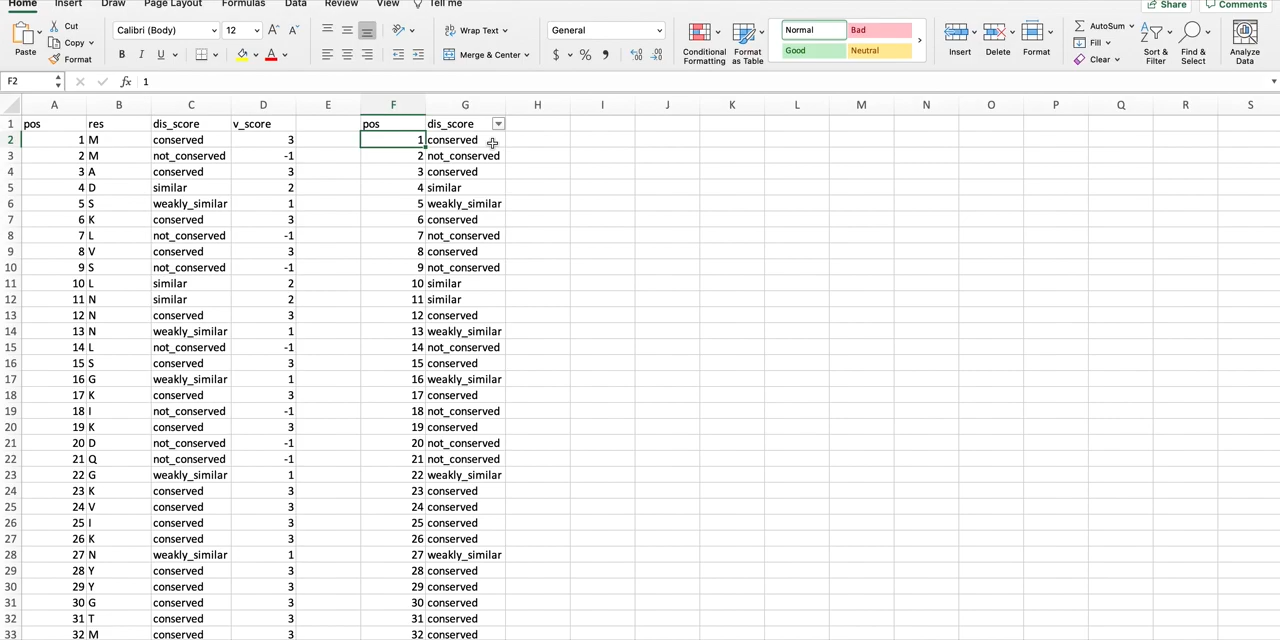 Home Insert Draw Page Layout Formulas Data Review View Tell me Share Comments
Paste Cut Copy Format
Calibri (Body) 12 A A
B I U A
Wrap Text
Merge & Center
General
$ % 9
Conditional Formatting
Format as Table
Normal Bad
Good Neutral
Insert Delete Format
AutoSum
Fill
Clear
Sort & Filter
Find & Select
Analyze Data
F2 fx 1
A B C D E F G H I J K L M N O P Q R S
1 pos res dis_score v_score pos dis_score
2 1 M conserved 3 1 conserved
3 2 M not_conserved -1 2 not_conserved
4 3 A conserved 3 3 conserved
5 4 D similar 2 4 similar
6 5 S weakly_similar 1 5 weakly_similar
7 6 K conserved 3 6 conserved
8 7 L not_conserved -1 7 not_conserved
9 8 V conserved 3 8 conserved
10 9 S not_conserved -1 9 not_conserved
11 10 L similar 2 10 similar
12 11 N similar 2 11 similar
13 12 N conserved 3 12 conserved
14 13 N weakly_similar 1 13 weakly_similar
15 14 L not_conserved -1 14 not_conserved
16 15 S conserved 3 15 conserved
17 16 G weakly_similar 1 16 weakly_similar
18 17 K conserved 3 17 conserved
19 18 I not_conserved -1 18 not_conserved
20 19 K conserved 3 19 conserved
21 20 D not_conserved -1 20 not_conserved
22 21 Q not_conserved -1 21 not_conserved
23 22 G weakly_similar 1 22 weakly_similar
24 23 K conserved 3 23 conserved
25 24 V conserved 3 24 conserved
26 25 I conserved 3 25 conserved
27 26 K conserved 3 26 conserved
28 27 N weakly_similar 1 27 weakly_similar
29 28 Y conserved 3 28 conserved
30 29 Y conserved 3 29 conserved
31 30 G conserved 3 30 conserved
32 31 T conserved 3 31 conserved
33 32 M conserved 3 32 conserved